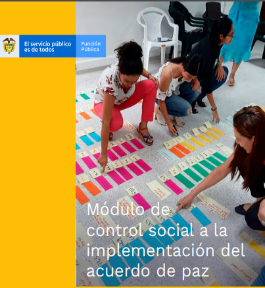 El servicio público
es de todos
Función
Pública
Módulo de
control social a la
implementación del
acuerdo de paz